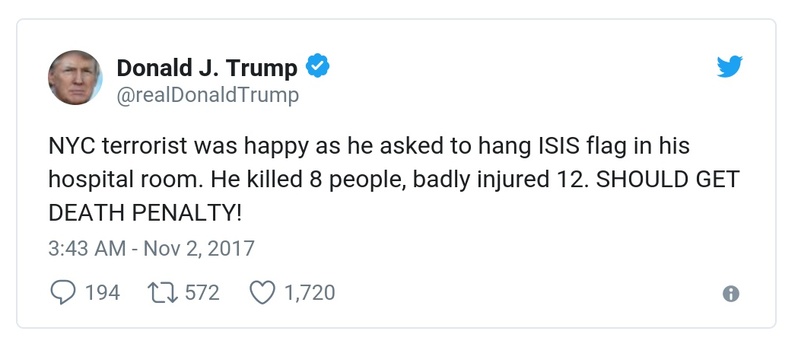 Donald J. Trump
@realDonaldTrump
NYC terrorist was happy as he asked to hang ISIS flag in his
hospital room. He killed 8 people, badly injured 12. SHOULD GET
DEATH PENALTY!
3:43 AM - Nov 2, 2017
194 572 1,720